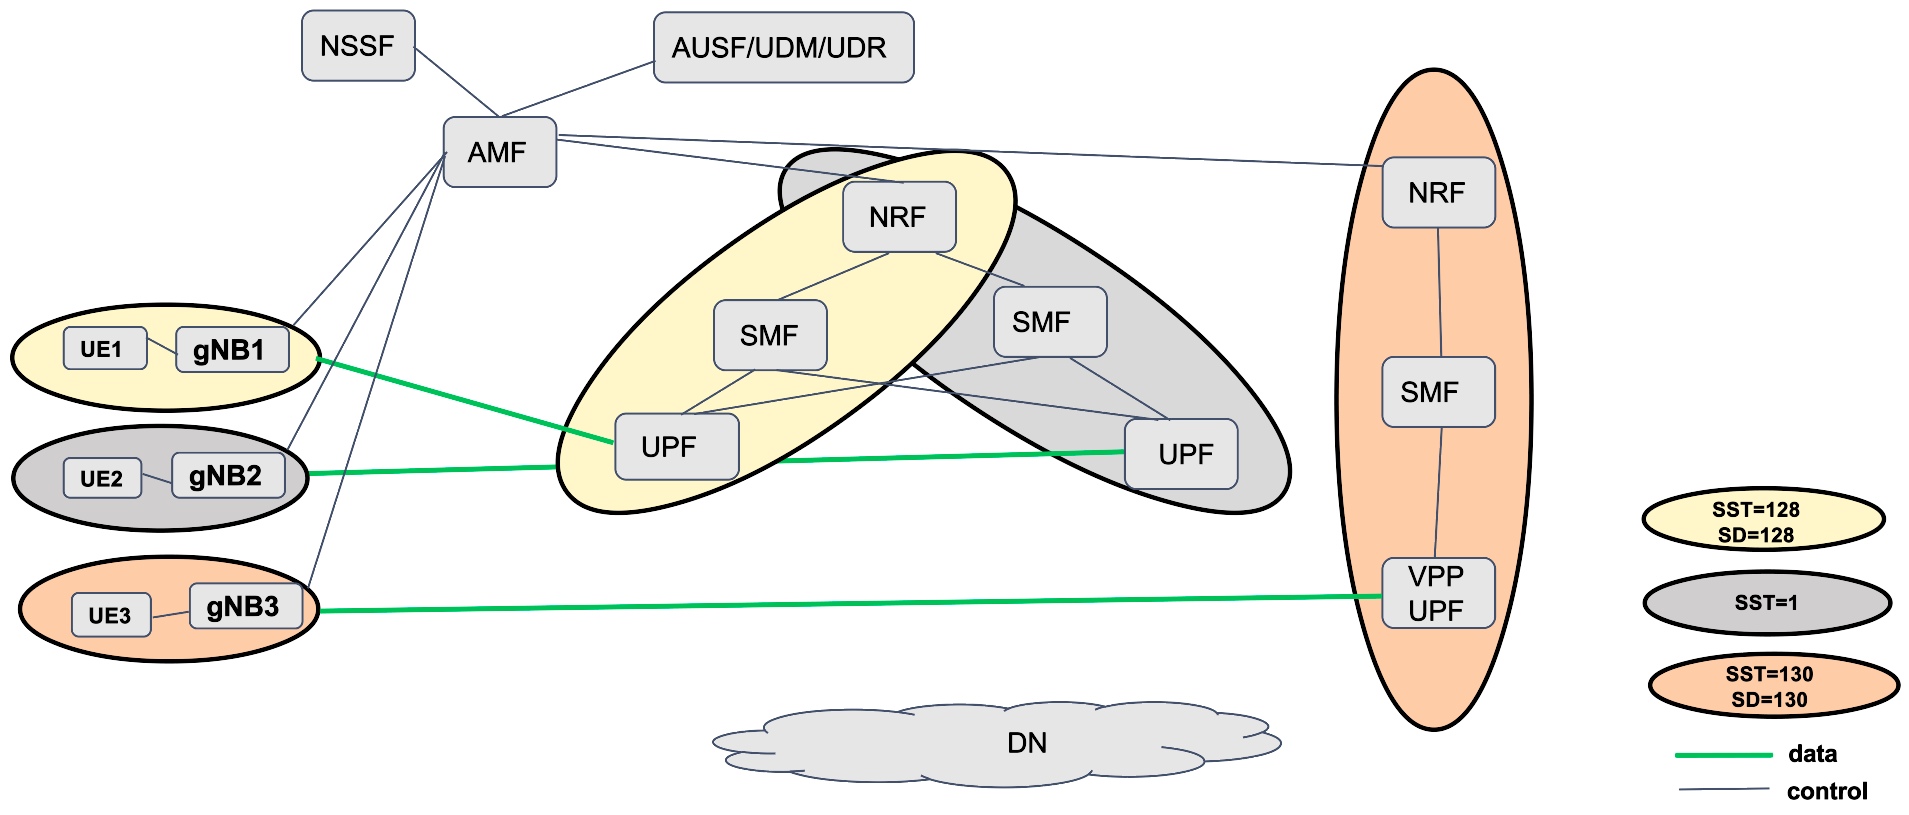 NSSF
AUSF/UDM/UDR
AMF
NRF
NRF
SMF
SMF
UE1
gNB1
SMF
UPF
UPF
UE2
gNB2
VPP
UPF
UE3
gNB3
DN
SST=128
SD=128
SST=1
SST=130
SD=130
data
control